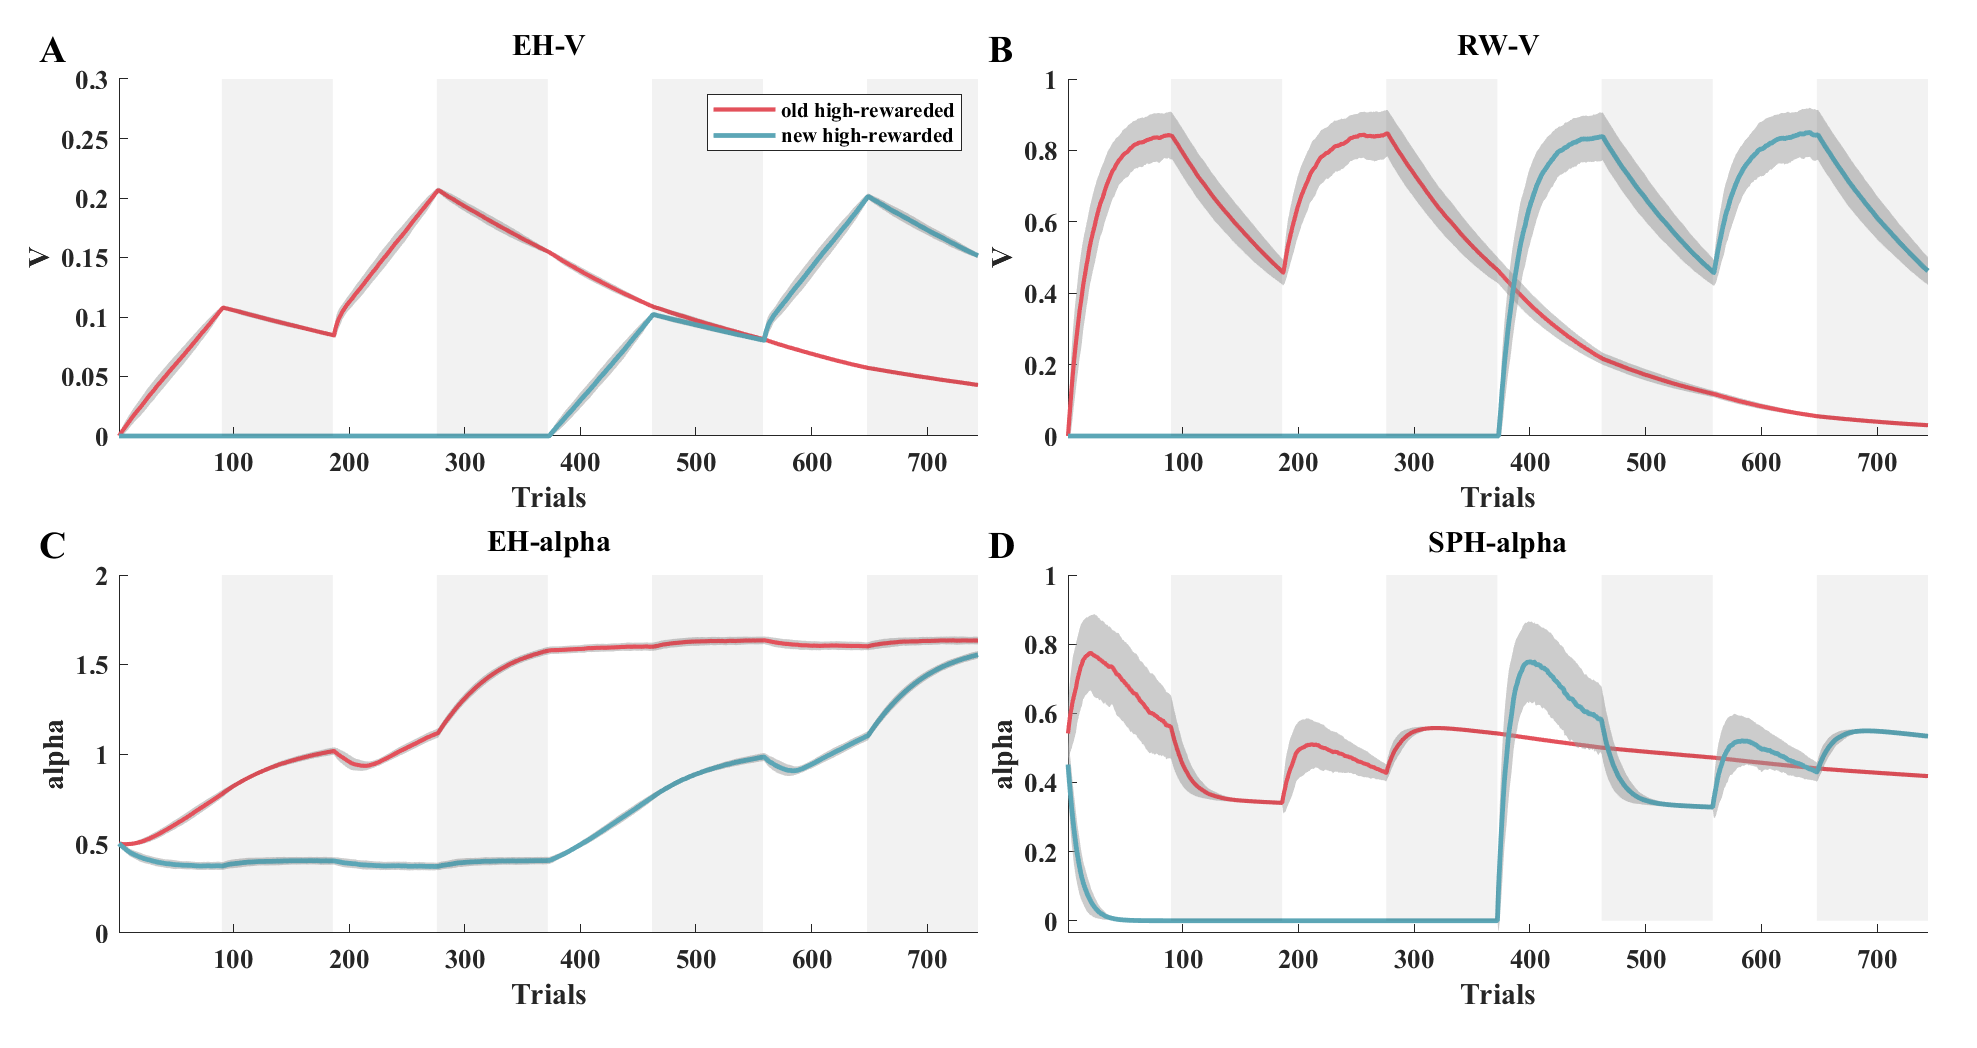 A
EH-V
0.3
0.25
0.2
0.15
0.1
0.05
0
V
old high-rewareded
new high-rewarded
100 200 300 400 500 600 700
Trials
B
RW-V
1
0.8
0.6
0.4
0.2
0
V
100 200 300 400 500 600 700
Trials
C
EH-alpha
2
1.5
1
0.5
0
alpha
100 200 300 400 500 600 700
Trials
D
SPH-alpha
1
0.8
0.6
0.4
0.2
0
alpha
100 200 300 400 500 600 700
Trials